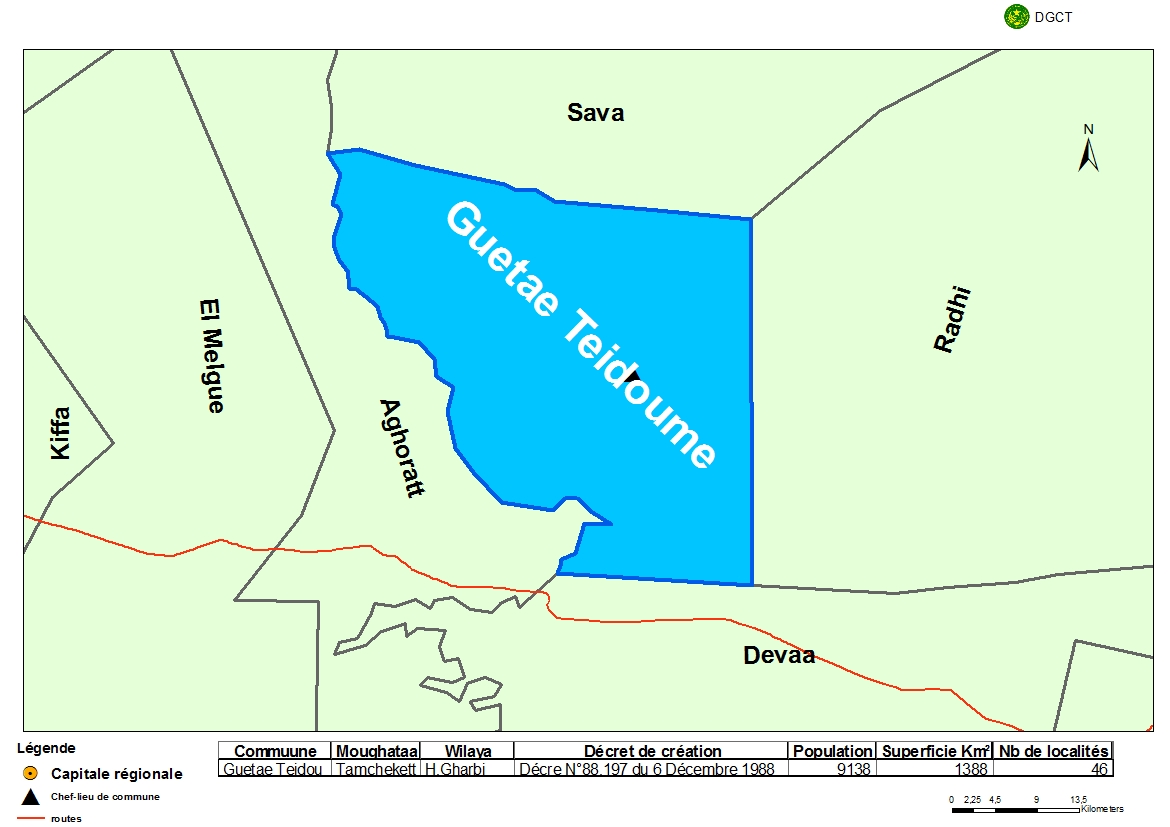 DGCT
Sava
N
Guetae Teidoume
Radhi
El Melgue
Kiffa
Aghoratt
Devaa
Légende
Capitale régionale
Chef-lieu de commune
routes
Commuune Moughataa Wilaya Décret de création Population Superficie Km² Nb de localités
Guetae Teidou Tamchekett H.Gharbi Décre N°88.197 du 6 Décembre 1988 9138 1388 46
0 2,25 4,5 9 13,5
Kilometers